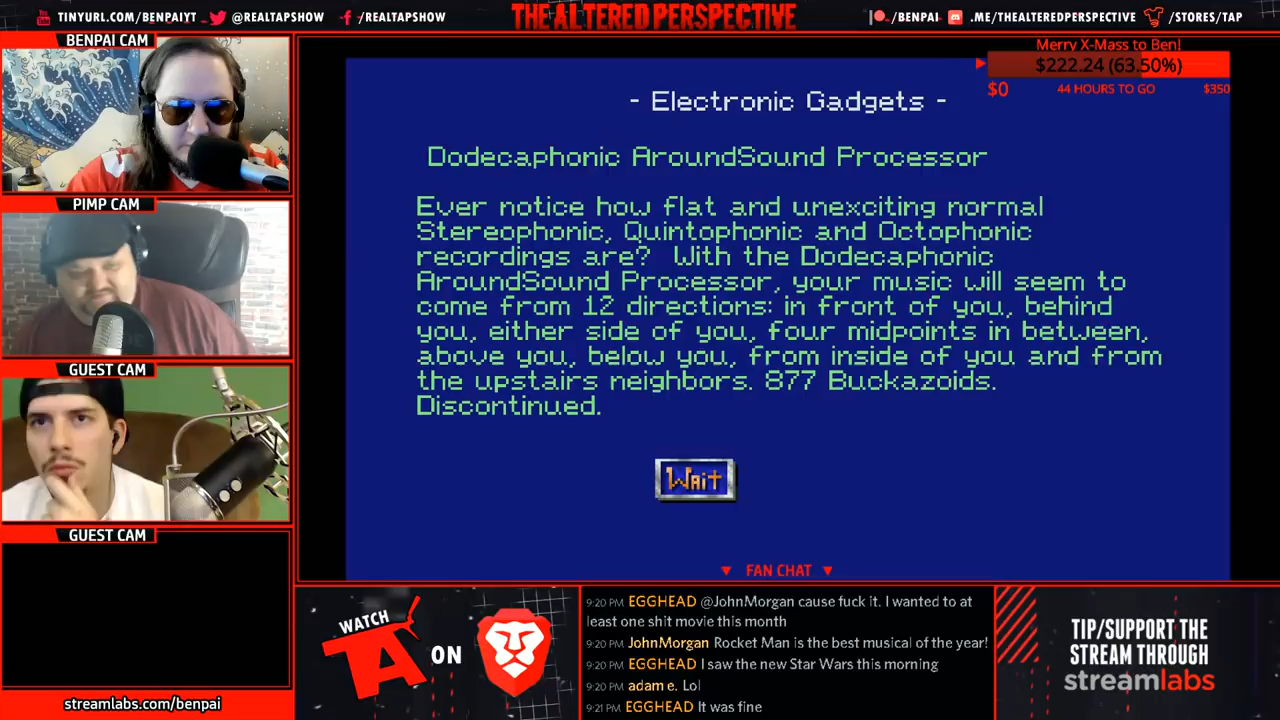 TINYURL.COM/BENPAIYT
@REALTAPSHOW
/REALTAPSHOW
THE ALTERED PERSPECTIVE
/BENPAI
.ME/THEALTEREDPERSPECTIVE
/STORES/TAP
BENPAI CAM
PIMP CAM
GUEST CAM
GUEST CAM
streamlabs.com/benpai
Merry X-Mass to Ben!
$222.24 (63.50%)
$0
44 HOURS TO GO
$350
- Electronic Gadgets -
Dodecaphonic AroundSound Processor
Ever notice how flat and unexciting normal
Stereophonic, Quintophonic and Octophonic
recordings are? With the Dodecaphonic
AroundSound Processor, your music will seem to
come from 12 directions: in front of you, behind
you, either side of you, four midpoints in between,
above you, below you, from inside of you and from
the upstairs neighbors. 877 Buckazoids.
Discontinued.
Wait
FAN CHAT
WATCH
ON
9:20 PM EGGHEAD @JohnMorgan cause fuck it. I wanted to at
least one shit movie this month
9:20 PM JohnMorgan Rocket Man is the best musical of the year!
9:20 PM EGGHEAD I saw the new Star Wars this morning
9:20 PM adam e. Lol
9:21 PM EGGHEAD It was fine
TIP/SUPPORT THE
STREAM THROUGH
streamlabs